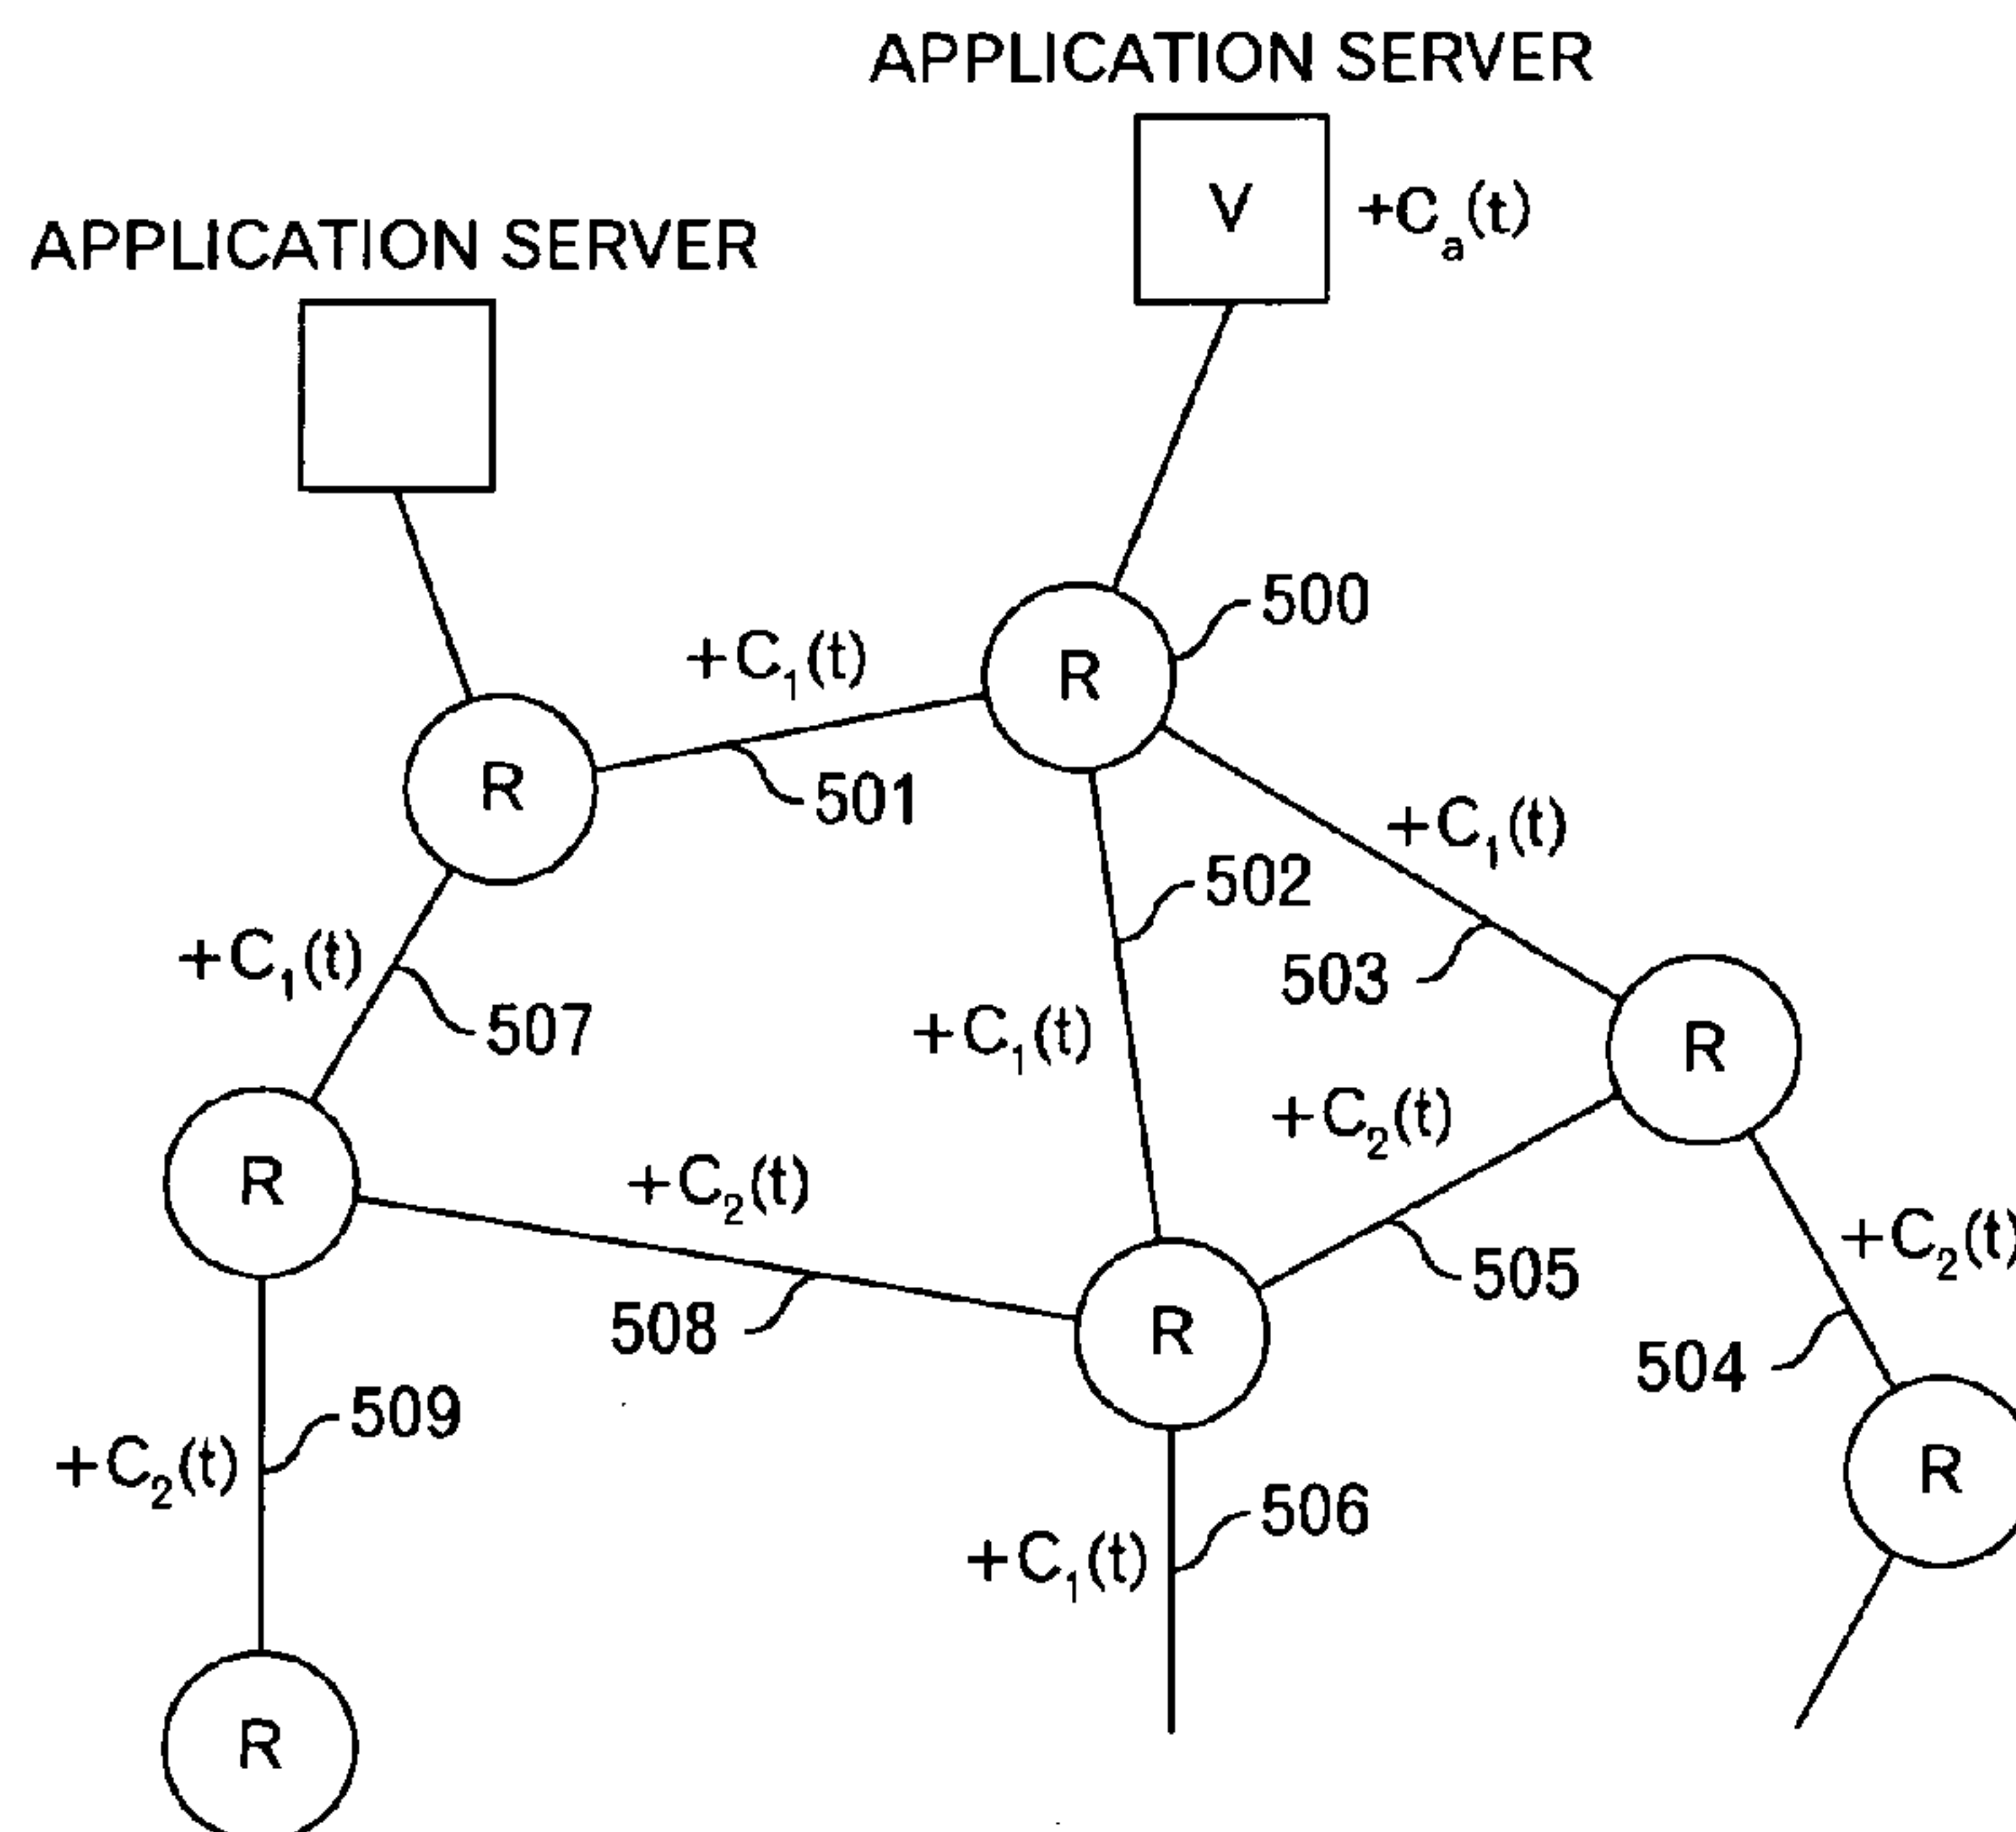 APPLICATION SERVER
V
+Cₐ(t)
APPLICATION SERVER
500
R
+C₁(t)
R
501
+C₁(t)
502
503
+C₁(t)
507
+C₁(t)
R
+C₂(t)
R
+C₂(t)
+C₂(t)
505
508
R
504
509
R
+C₂(t)
506
+C₁(t)
R